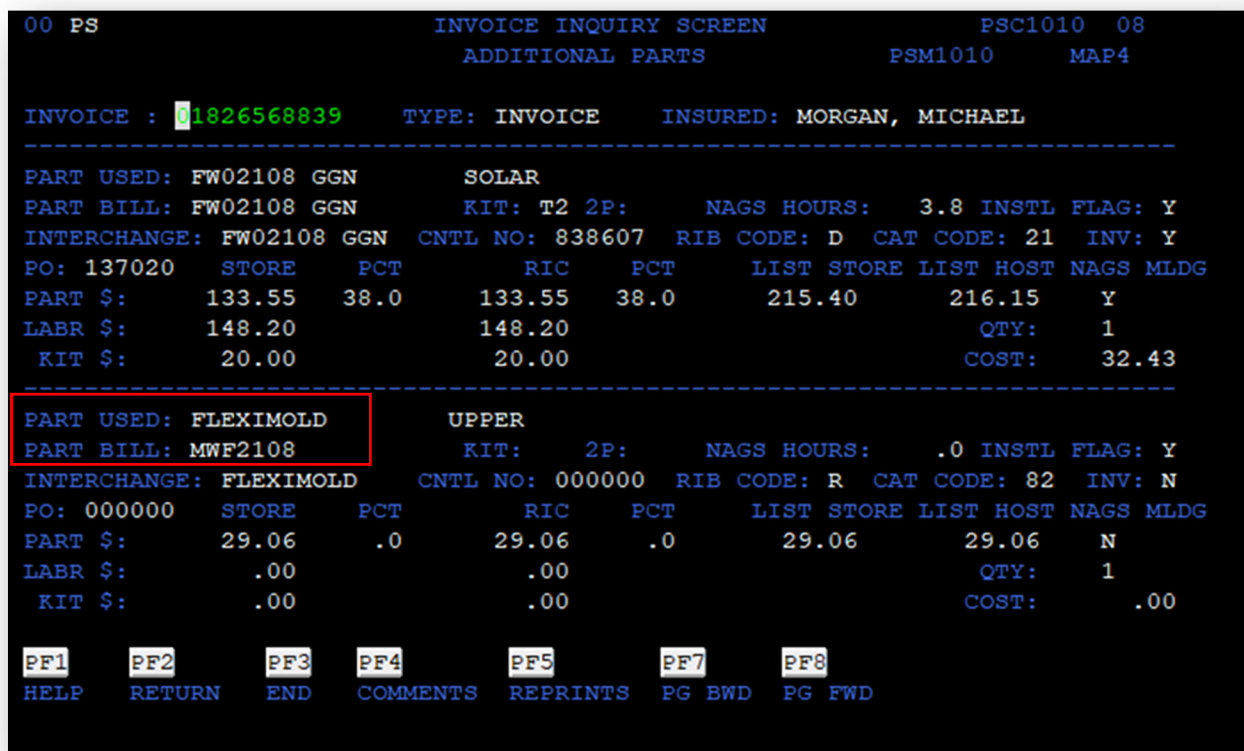 00 PS INVOICE INQUIRY SCREEN PSC1010 08
ADDITIONAL PARTS PSM1010 MAP4
INVOICE : 01826568839 TYPE: INVOICE INSURED: MORGAN, MICHAEL
-----------------------------------------------------------------------------
PART USED: FW02108 GGN SOLAR
PART BILL: FW02108 GGN KIT: T2 2P: NAGS HOURS: 3.8 INSTL FLAG: Y
INTERCHANGE: FW02108 GGN CNTL NO: 838607 RIB CODE: D CAT CODE: 21 INV: Y
PO: 137020 STORE PCT RIC PCT LIST STORE LIST HOST NAGS MLDG
PART $: 133.55 38.0 133.55 38.0 215.40 216.15 Y
LABR $: 148.20 148.20 QTY: 1
KIT $: 20.00 20.00 COST: 32.43
-----------------------------------------------------------------------------
PART USED: FLEXIMOLD UPPER
PART BILL: MWF2108 KIT: 2P: NAGS HOURS: .0 INSTL FLAG: Y
INTERCHANGE: FLEXIMOLD CNTL NO: 000000 RIB CODE: R CAT CODE: 82 INV: N
PO: 000000 STORE PCT RIC PCT LIST STORE LIST HOST NAGS MLDG
PART $: 29.06 .0 29.06 .0 29.06 29.06 N
LABR $: .00 .00 QTY: 1
KIT $: .00 .00 COST: .00
PF1 PF2 PF3 PF4 PF5 PF7 PF8
HELP RETURN END COMMENTS REPRINTS PG BWD PG FWD